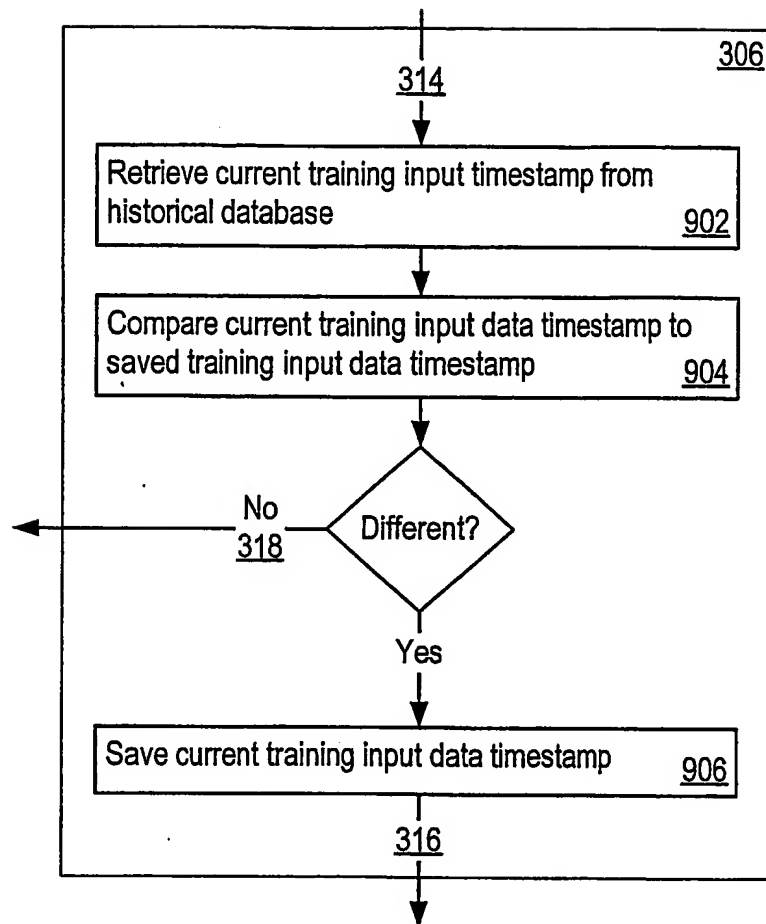 306
314
Retrieve current training input timestamp from
historical database
902
Compare current training input data timestamp to
saved training input data timestamp
904
No
318
Different?
Yes
Save current training input data timestamp
906
316